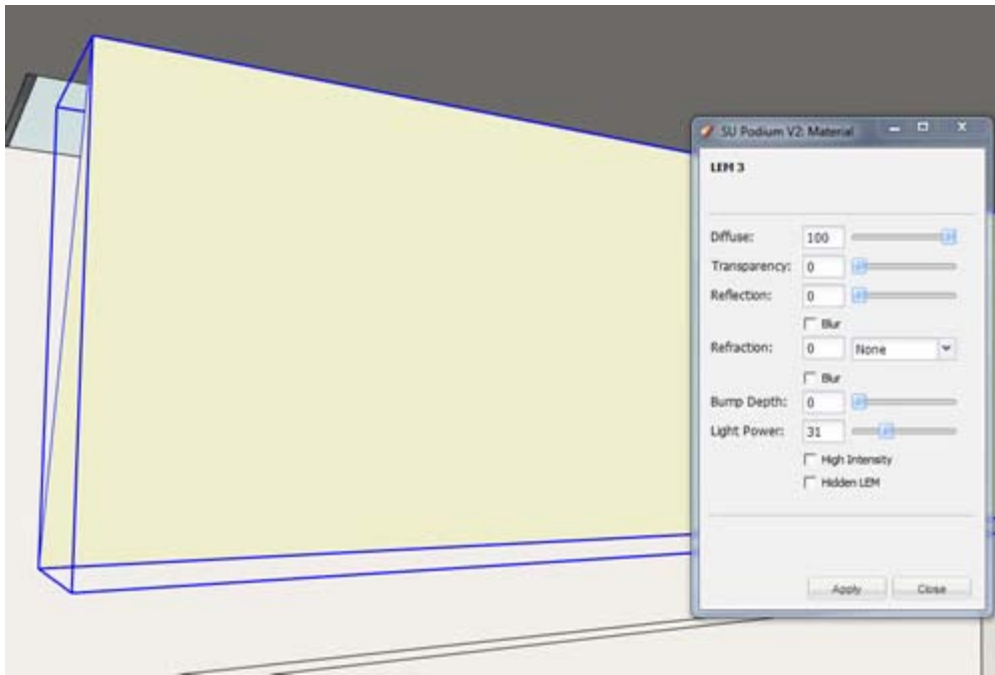 SU Podium V2: Material
LEM 3
Diffuse: 100
Transparency: 0
Reflection: 0
Blur
Refraction: 0 None
Blur
Bump Depth: 0
Light Power: 31
High Intensity
Hidden LEM
Apply Close